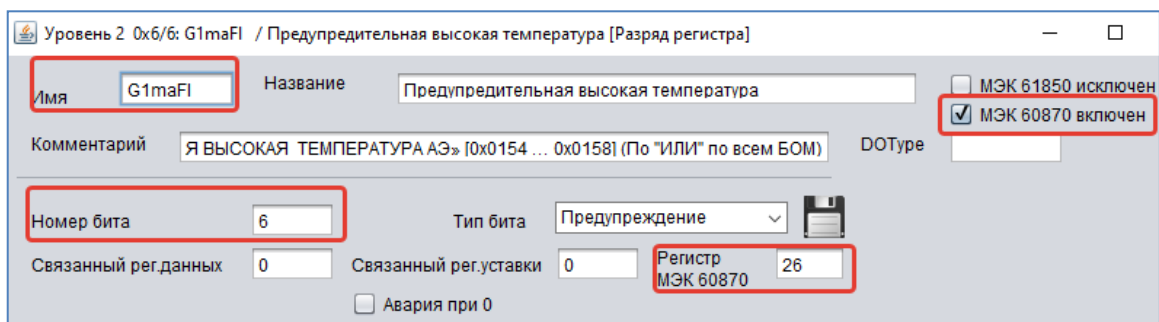 Уровень 2 0x6/6: G1maFl / Предупредительная высокая температура [Разряд регистра]
Имя G1maFl Название Предупредительная высокая температура МЭК 61850 исключен
МЭК 60870 включен
Комментарий Я ВЫСОКАЯ ТЕМПЕРАТУРА АЭ» [0x0154 ... 0x0158] (По "ИЛИ" по всем БОМ) DOType
Номер бита 6 Тип бита Предупреждение
Связанный рег.данных 0 Связанный рег.уставки 0 Регистр
МЭК 60870 26
Авария при 0